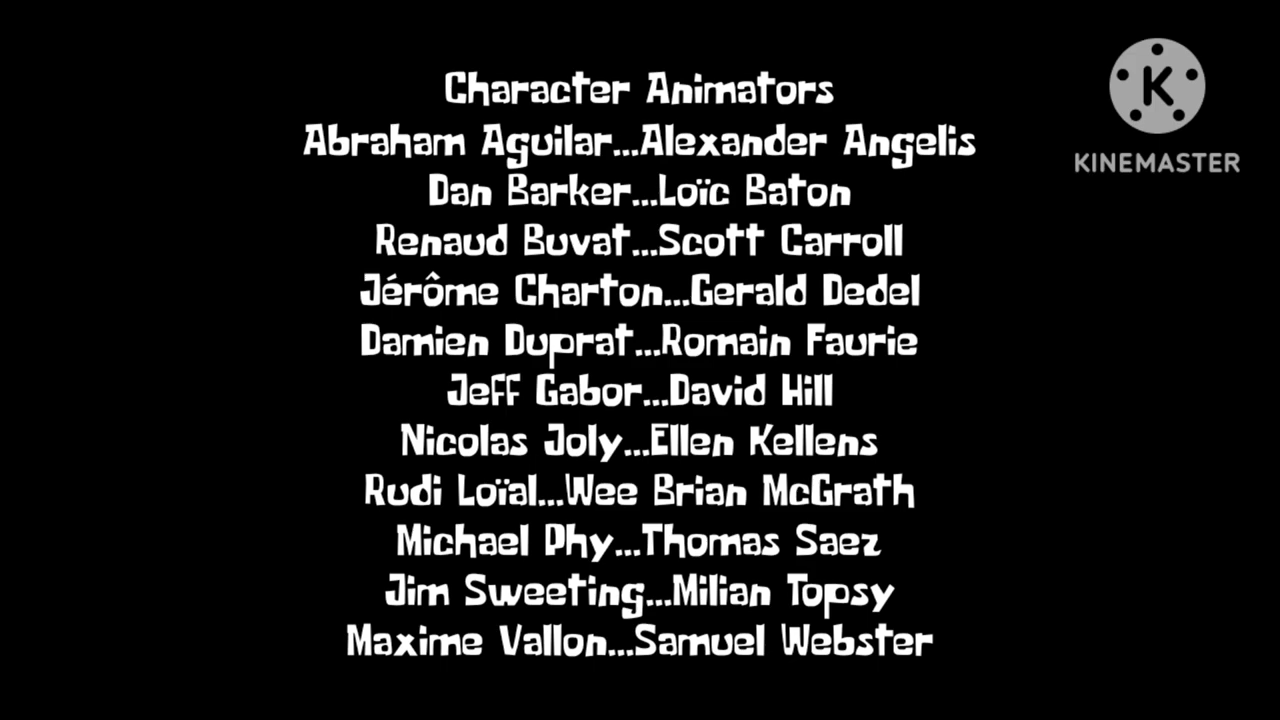 Character Animators
Abraham Aguilar...Alexander Angelis
Dan Barker...Loïc Baton
Renaud Buvat...Scott Carroll
Jérôme Charton...Gerald Dedel
Damien Duprat...Romain Faurie
Jeff Gabor...David Hill
Nicolas Joly...Ellen Kellens
Rudi Loïal...Wee Brian McGrath
Michael Phy...Thomas Saez
Jim Sweeting...Milian Topsy
Maxime Vallon...Samuel Webster
K
KINEMASTER